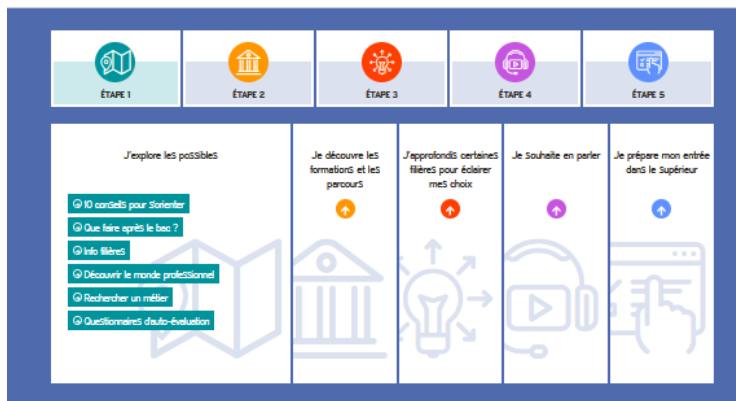 ÉTAPE 1
ÉTAPE 2
ÉTAPE 3
ÉTAPE 4
ÉTAPE 5
J'explore les possibles
10 conseils pour s'orienter
Que faire après le bac ?
Info filières
Découvrir le monde professionnel
Rechercher un métier
Questionnaires d'auto-évaluation
Je découvre les
formations et les
parcours
J'approfondis certaines
filières pour éclairer
mes choix
Je souhaite en parler
Je prépare mon entrée
dans le supérieur